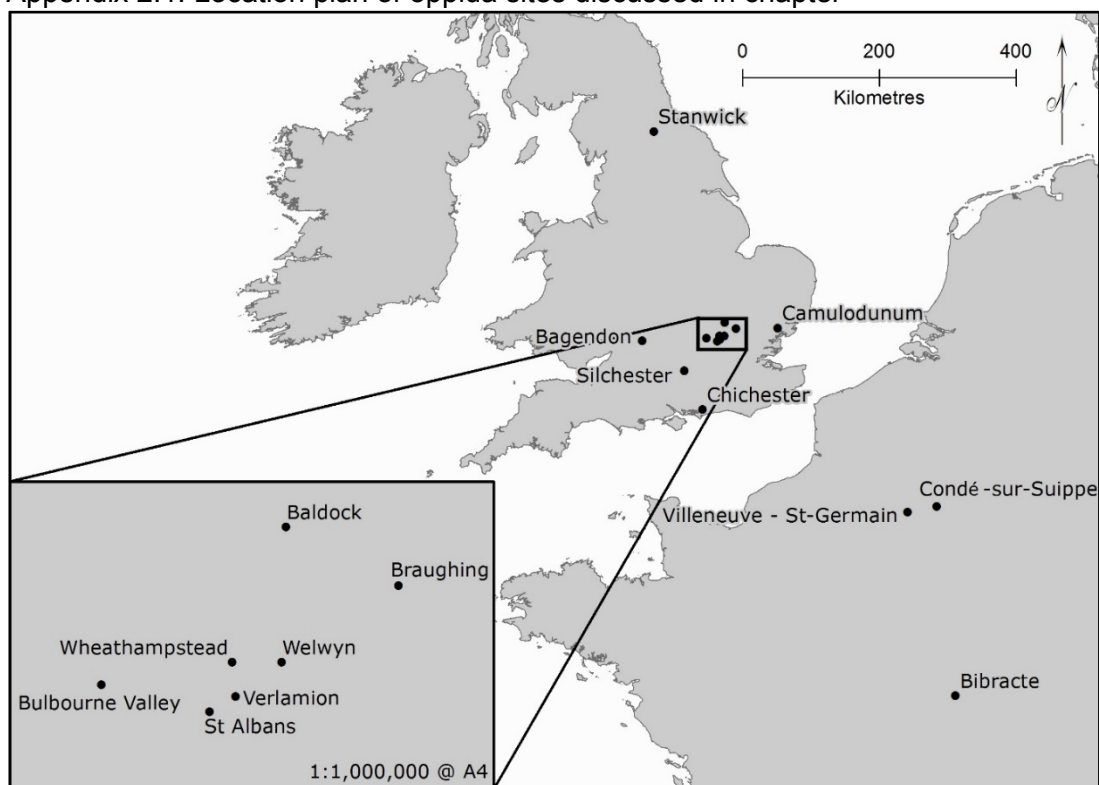 Appendix 2.1: Location plan of oppida sites discussed in chapter
0 200 400
Kilometres
N
Stanwick
Camulodunum
Bagendon
Silchester
Chichester
Condé -sur-Suippe
Villeneuve - St-Germain
Bibracte
Baldock
Braughing
Wheathampstead
Welwyn
Bulbourne Valley
Verlamion
St Albans
1:1,000,000 @ A4